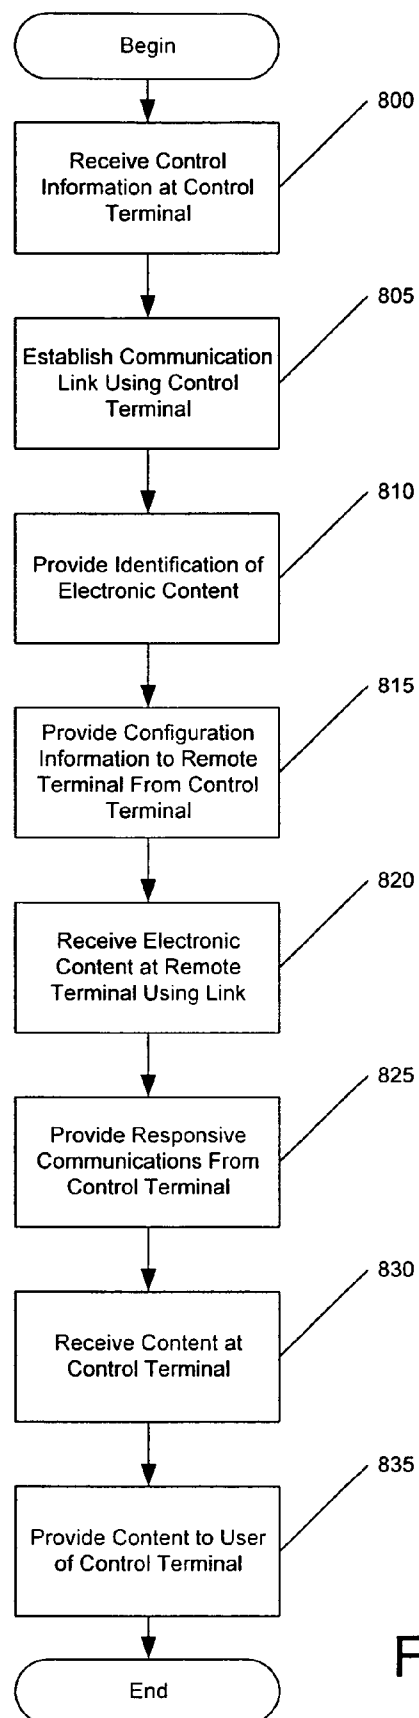 Begin
800
Receive Control
Information at Control
Terminal
805
Establish Communication
Link Using Control
Terminal
810
Provide Identification of
Electronic Content
815
Provide Configuration
Information to Remote
Terminal From Control
Terminal
820
Receive Electronic
Content at Remote
Terminal Using Link
825
Provide Responsive
Communications From
Control Terminal
830
Receive Content at
Control Terminal
835
Provide Content to User
of Control Terminal
F
End